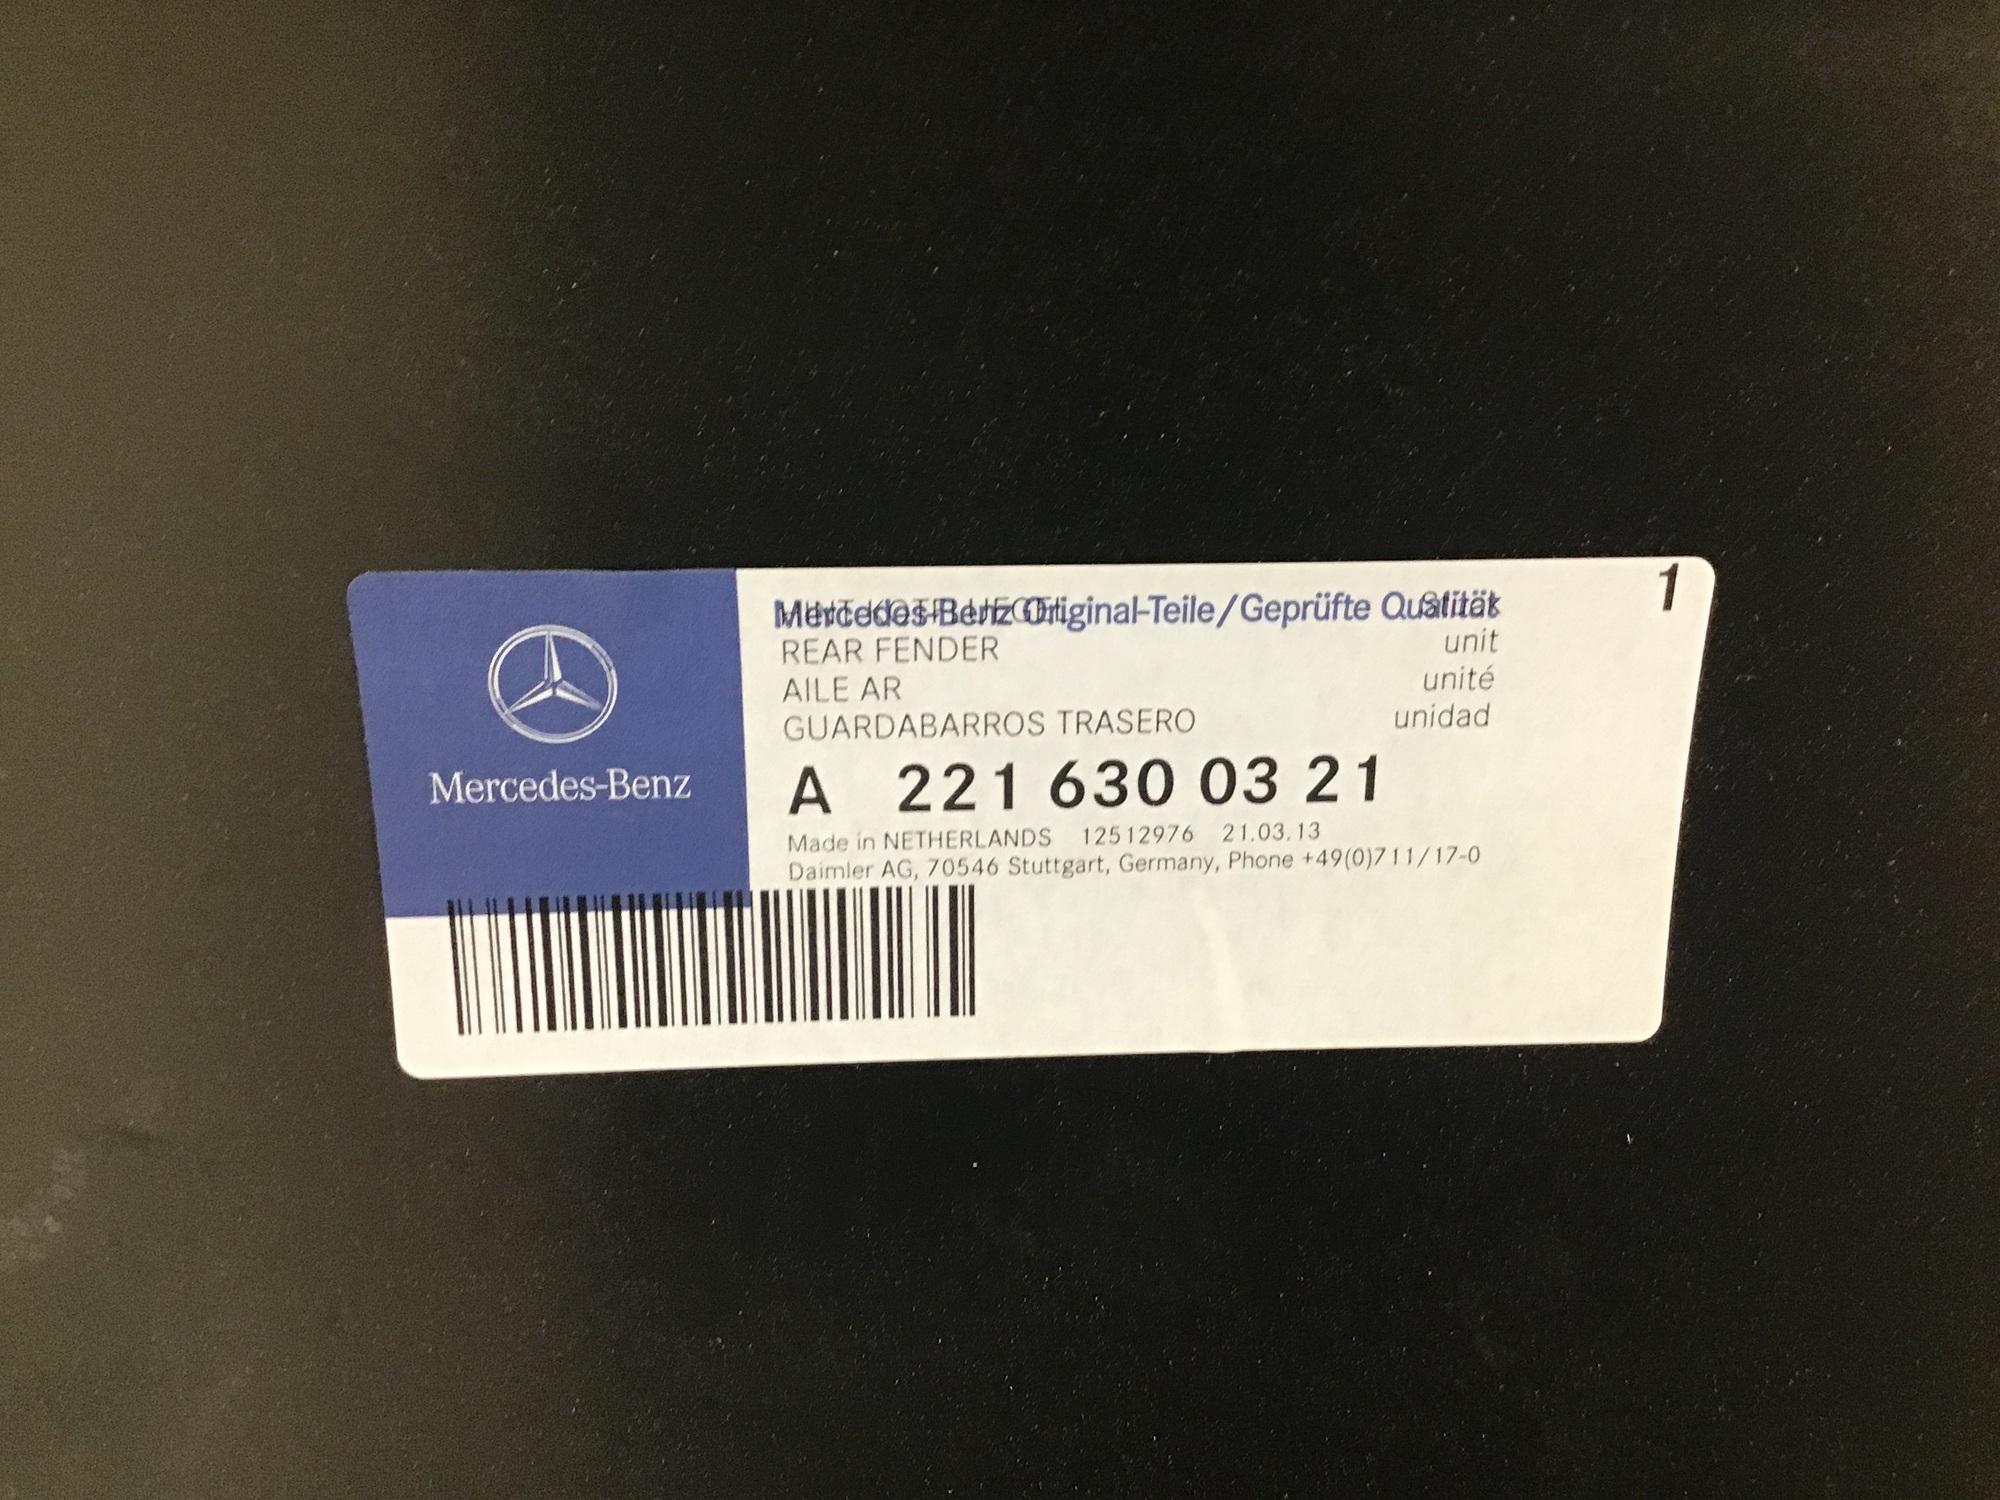 Mercedes-Benz
Mercedes-Benz Original-Teile/Geprüfte Qualität
1
REAR FENDER unit
AILE AR unité
GUARDABARROS TRASERO unidad
A 221 630 03 21
Made in NETHERLANDS 12512976 21.03.13
Daimler AG, 70546 Stuttgart, Germany, Phone +49(0)711/17-0